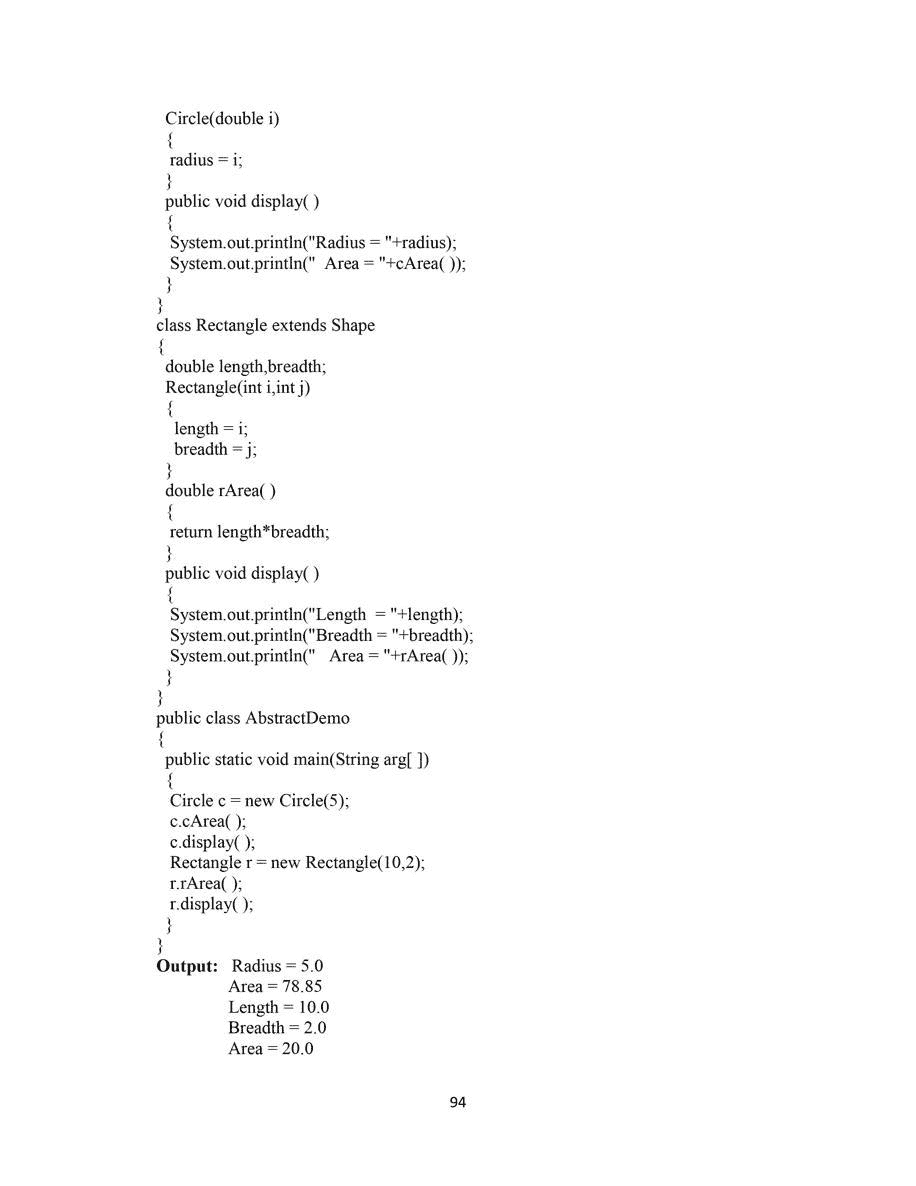 Circle(double i)
{
radius = i;
}
public void display( )
{
System.out.println("Radius = "+radius);
System.out.println("  Area = "+cArea( ));
}
}
class Rectangle extends Shape
{
double length,breadth;
Rectangle(int i,int j)
{
length = i;
breadth = j;
}
double rArea( )
{
return length*breadth;
}
public void display( )
{
System.out.println("Length  = "+length);
System.out.println("Breadth = "+breadth);
System.out.println("   Area = "+rArea( ));
}
}
public class AbstractDemo
{
public static void main(String arg[ ])
{
Circle c = new Circle(5);
c.cArea( );
c.display( );
Rectangle r = new Rectangle(10,2);
r.rArea( );
r.display( );
}
}
Output:   Radius = 5.0
Area = 78.85
Length = 10.0
Breadth = 2.0
Area = 20.0
94